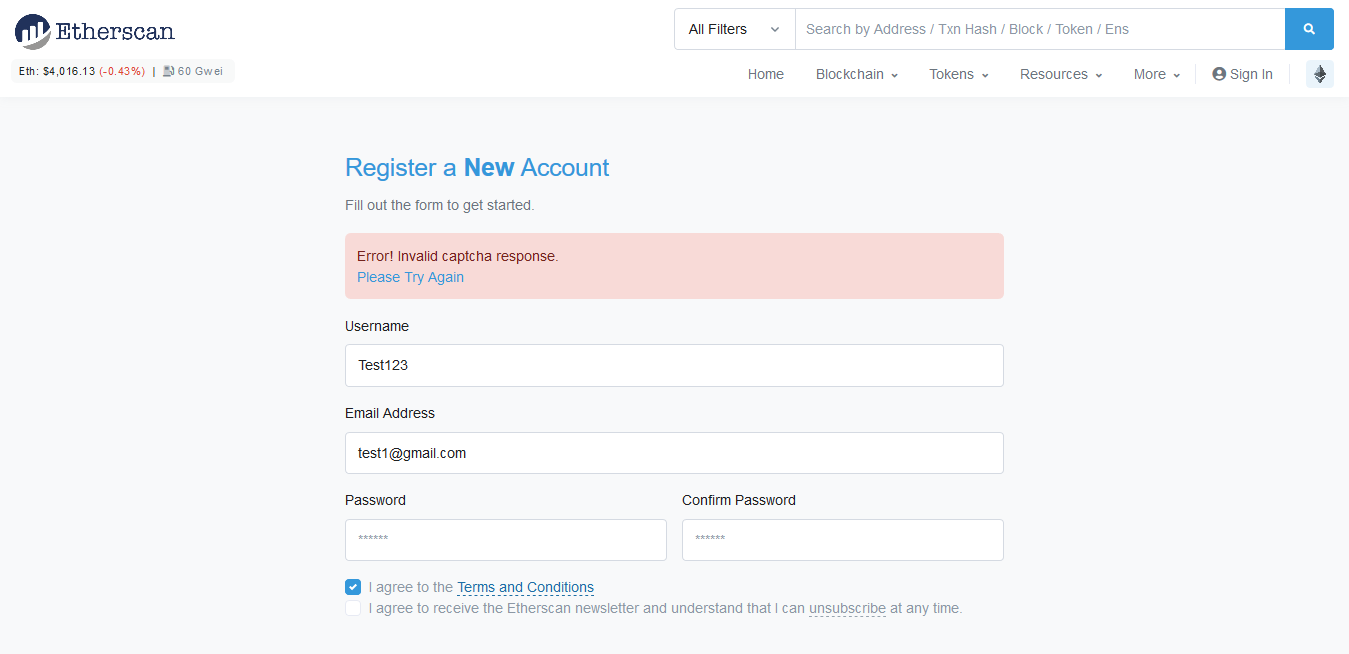 Etherscan
All Filters
Search by Address / Txn Hash / Block / Token / Ens
Eth: $4,016.13 (-0.43%) | 60 Gwei
Home Blockchain Tokens Resources More Sign In
Register a New Account
Fill out the form to get started.
Error! Invalid captcha response.
Please Try Again
Username
Test123
Email Address
test1@gmail.com
Password Confirm Password
****** ******
I agree to the Terms and Conditions
I agree to receive the Etherscan newsletter and understand that I can unsubscribe at any time.